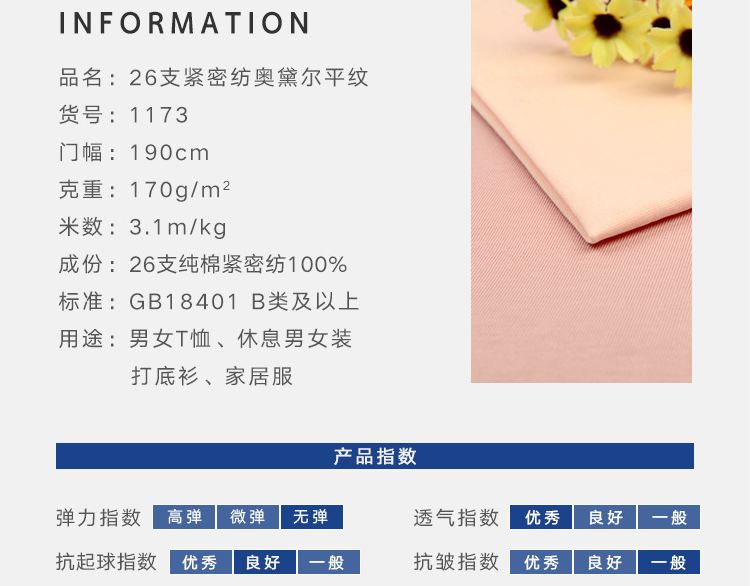 INFORMATION
品名：26支紧密纺奥黛尔平纹
货号：1173
门幅：190cm
克重：170g/m²
米数：3.1m/kg
成份：26支纯棉紧密纺100%
标准：GB18401 B类及以上
用途：男女T恤、休息男女装
打底衫、家居服
产品指数
弹力指数 高弹 微弹 无弹 透气指数 优秀 良好 一般
抗起球指数 优秀 良好 一般 抗皱指数 优秀 良好 一般